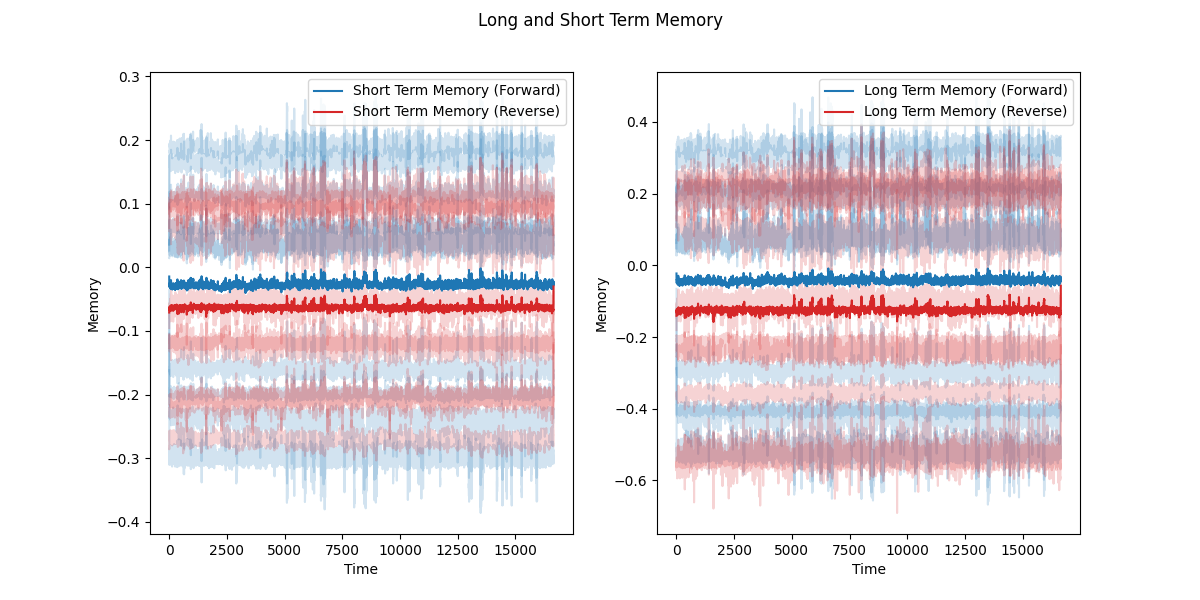 Long and Short Term Memory
Short Term Memory (Forward)
Short Term Memory (Reverse)
0.3
0.2
0.1
0.0
−0.1
−0.2
−0.3
−0.4
Memory
0 2500 5000 7500 10000 12500 15000
Time
Long Term Memory (Forward)
Long Term Memory (Reverse)
0.4
0.2
0.0
−0.2
−0.4
−0.6
Memory
0 2500 5000 7500 10000 12500 15000
Time